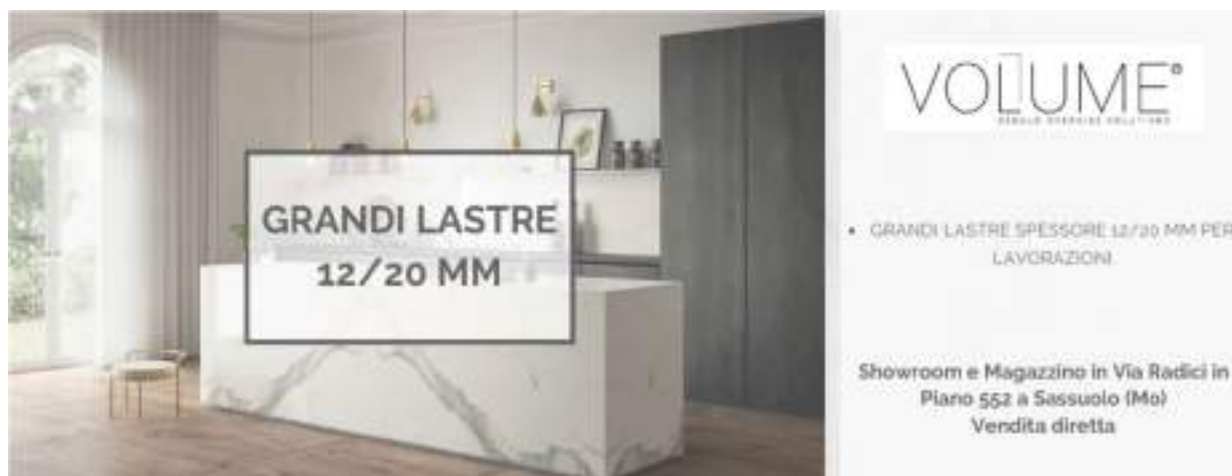 GRANDI LASTRE
12/20 MM
VOLUME®
• GRANDI LASTRE SPESSORE 12/20 MM PER
LAVORAZIONI
Showroom e Magazzino in Via Radici in
Piano 552 a Sassuolo (Mo)
Vendita diretta